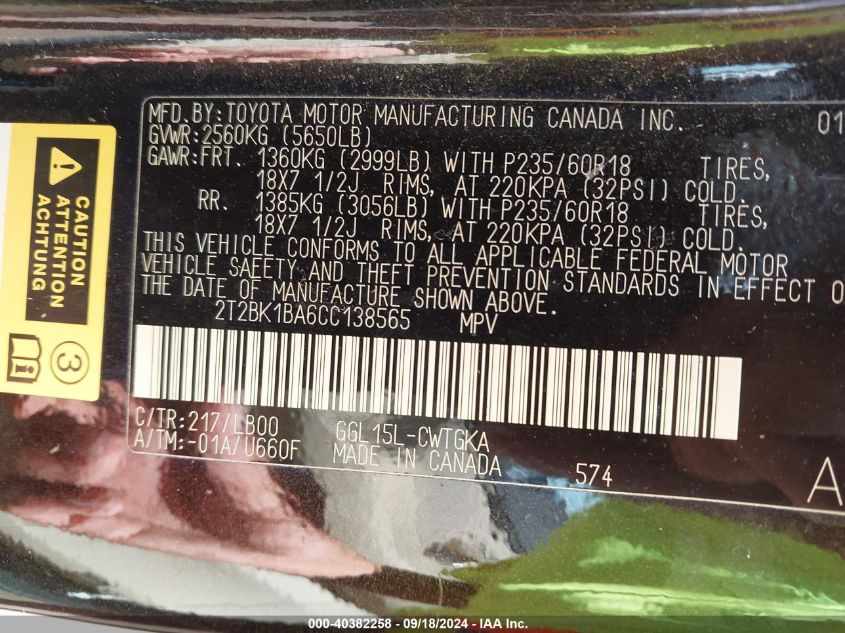 MFD.BY:TOYOTA MOTOR MANUFACTURING CANADA INC. 01
GVWR:2560KG (5650LB)
GAWR:FRT. 1360KG (2999LB) WITH P235/60R18 TIRES,
18X7 1/2J RIMS, AT 220KPA (32PSI) COLD.
RR. 1385KG (3056LB) WITH P235/60R18 TIRES,
18X7 1/2J RIMS, AT 220KPA (32PSI) COLD.
THIS VEHICLE CONFORMS TO ALL APPLICABLE FEDERAL MOTOR
VEHICLE SAFETY AND THEFT PREVENTION STANDARDS IN EFFECT O
THE DATE OF MANUFACTURE SHOWN ABOVE.
2T2BK1BA6CC138565 MPV
C/TR:217/LB00 GGL15L-CWTGKA
A/TM:-01A/U660F MADE IN CANADA 574
A
CAUTION
ATTENTION
ACHTUNG
3
000-40382258 - 09/18/2024 - IAA Inc.